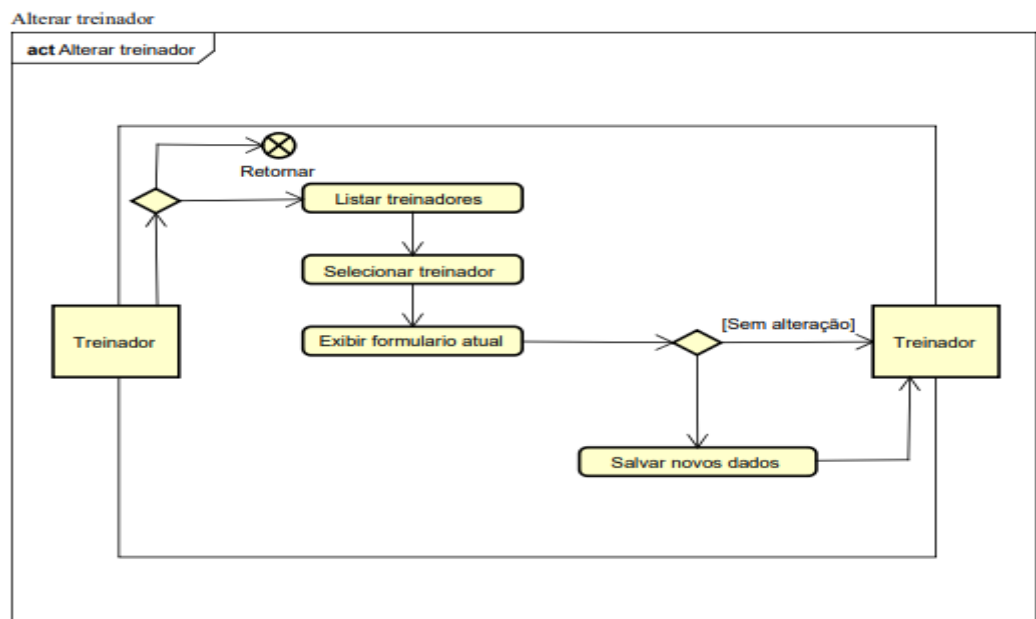 Alterar treinador
act Alterar treinador
Retornar
Listar treinadores
Selecionar treinador
Treinador
Exibir formulario atual
[Sem alteração]
Treinador
Salvar novos dados